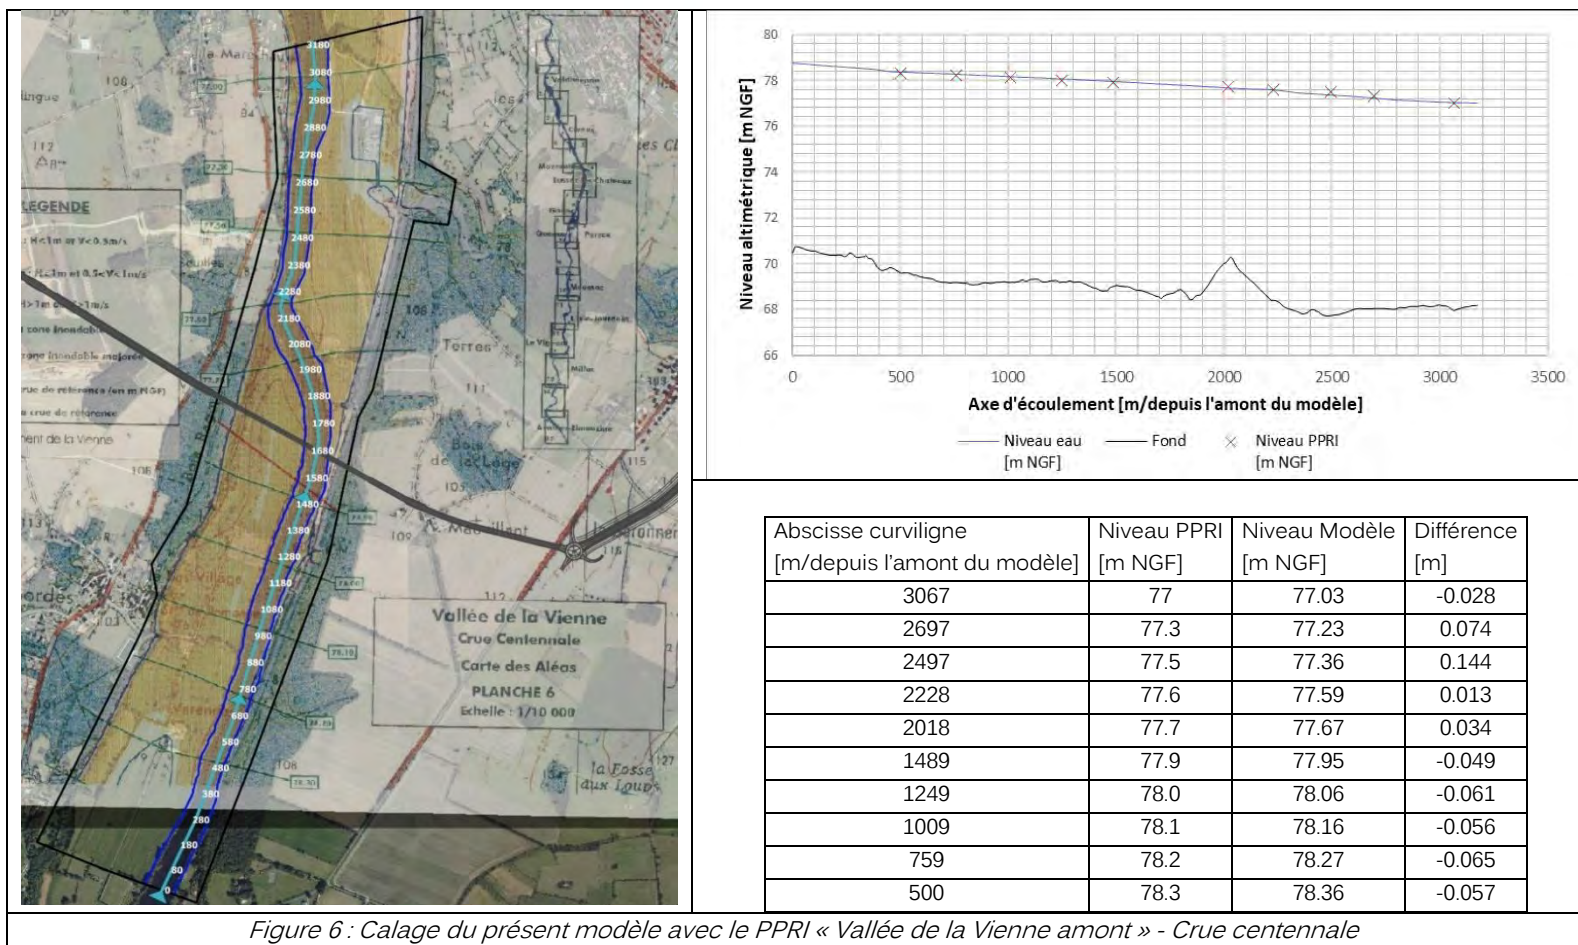 3180
3080
2980
2880
2780
2680
2580
2480
2380
2280
2180
2080
1980
1880
1780
1680
1580
1480
1380
1280
1180
1080
980
880
780
680
580
480
380
280
180
80
0
LEGENDE
Vallée de la Vienne
Crue Centennale
Carte des Aléas
PLANCHE 6
Echelle : 1/10 000
la Fosse
aux Loups
Torres
108
112
103
115
109
111
80
78
76
74
72
70
68
66
0 500 1000 1500 2000 2500 3000 3500
Niveau altimétrique [m NGF]
Axe d'écoulement [m/depuis l'amont du modèle]
Niveau eau [m NGF]
Fond
Niveau PPRI [m NGF]
Abscisse curviligne Niveau PPRI Niveau Modèle Différence
[m/depuis l’amont du modèle] [m NGF] [m NGF] [m]
3067 77 77.03 -0.028
2697 77.3 77.23 0.074
2497 77.5 77.36 0.144
2228 77.6 77.59 0.013
2018 77.7 77.67 0.034
1489 77.9 77.95 -0.049
1249 78.0 78.06 -0.061
1009 78.1 78.16 -0.056
759 78.2 78.27 -0.065
500 78.3 78.36 -0.057
Figure 6 : Calage du présent modèle avec le PPRI « Vallée de la Vienne amont » - Crue centennale